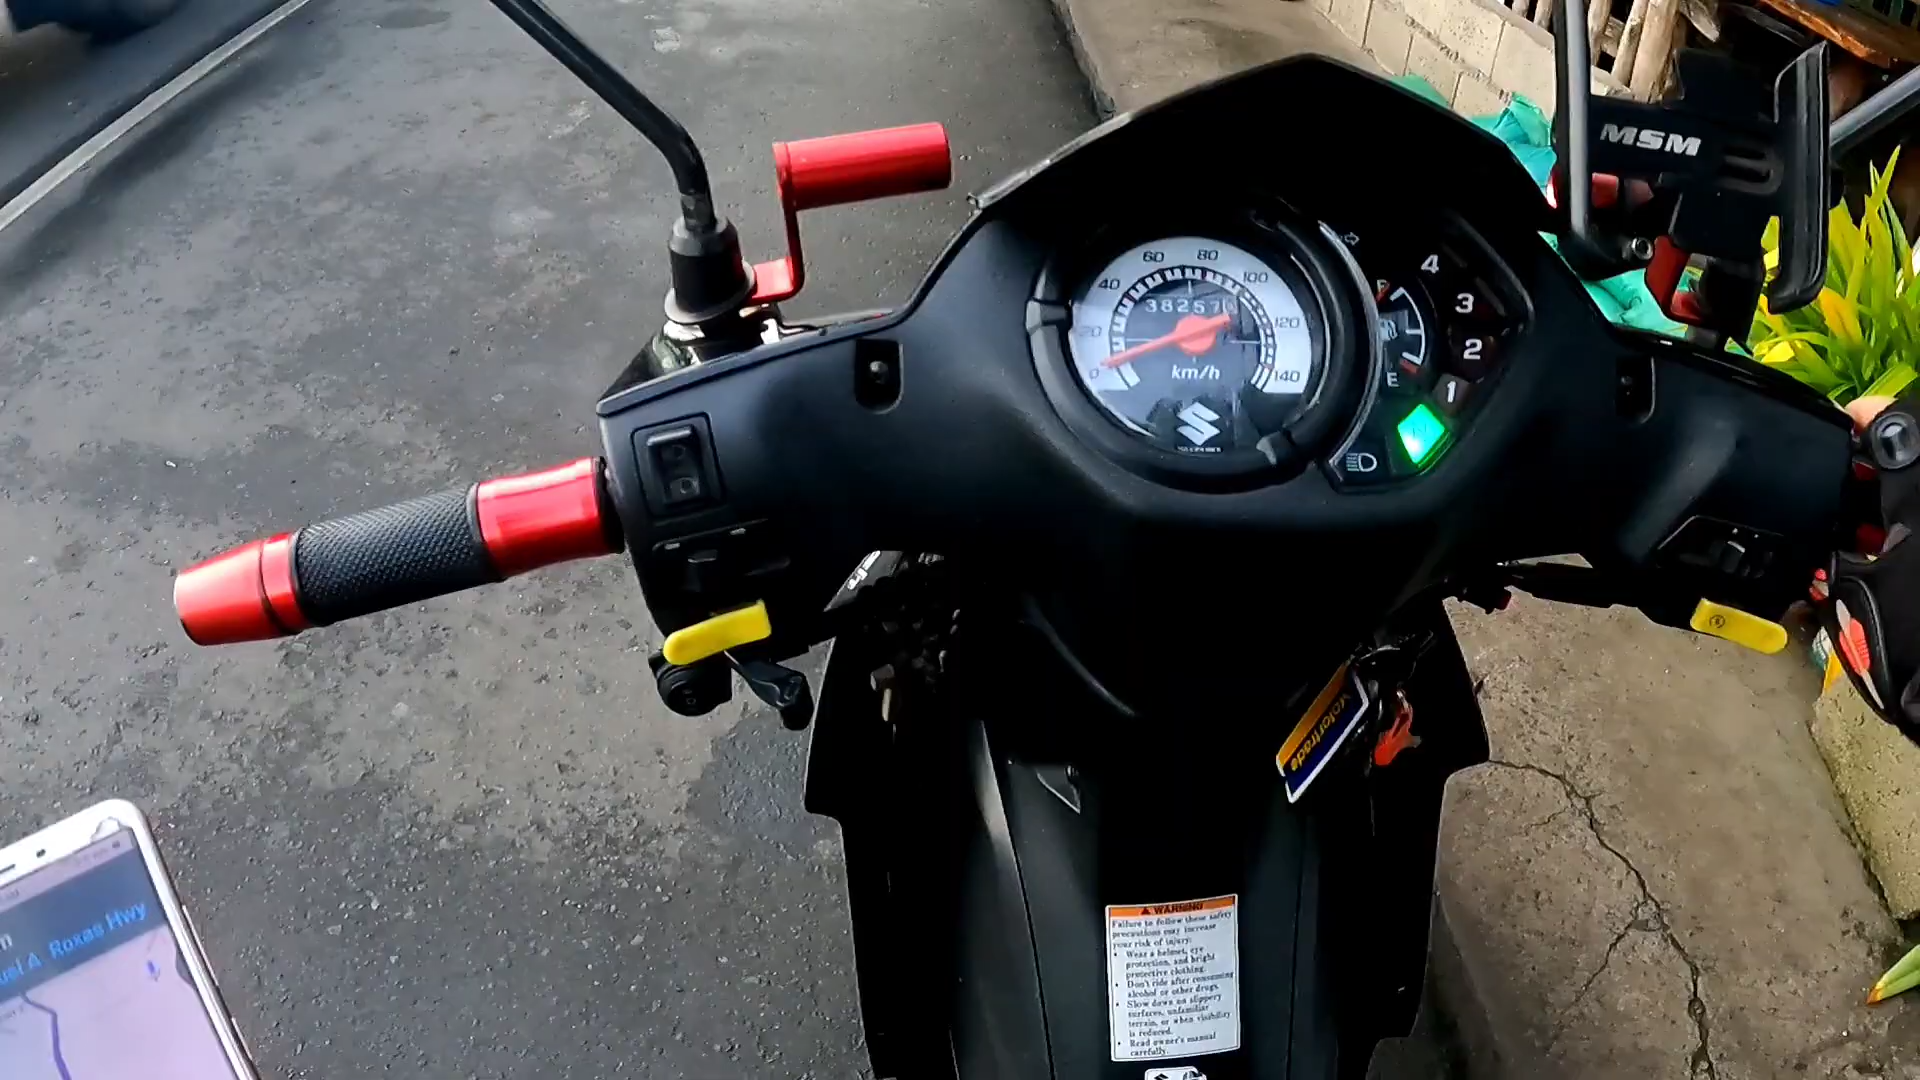 MSM
60
80
40
100
20
120
0
140
38257
km/h
F
E
4
3
2
1
N
Motortrade
Roxas Hwy
WARNING
Failure to follow these safety
precautions may increase
your risk of injury:
• Wear a helmet, eye
protection, and bright
protective clothing.
• Don't ride after consuming
alcohol or other drugs.
• Slow down on slippery
surfaces, unfamiliar
terrain, or when visibility
is reduced.
• Read owner's manual
carefully.